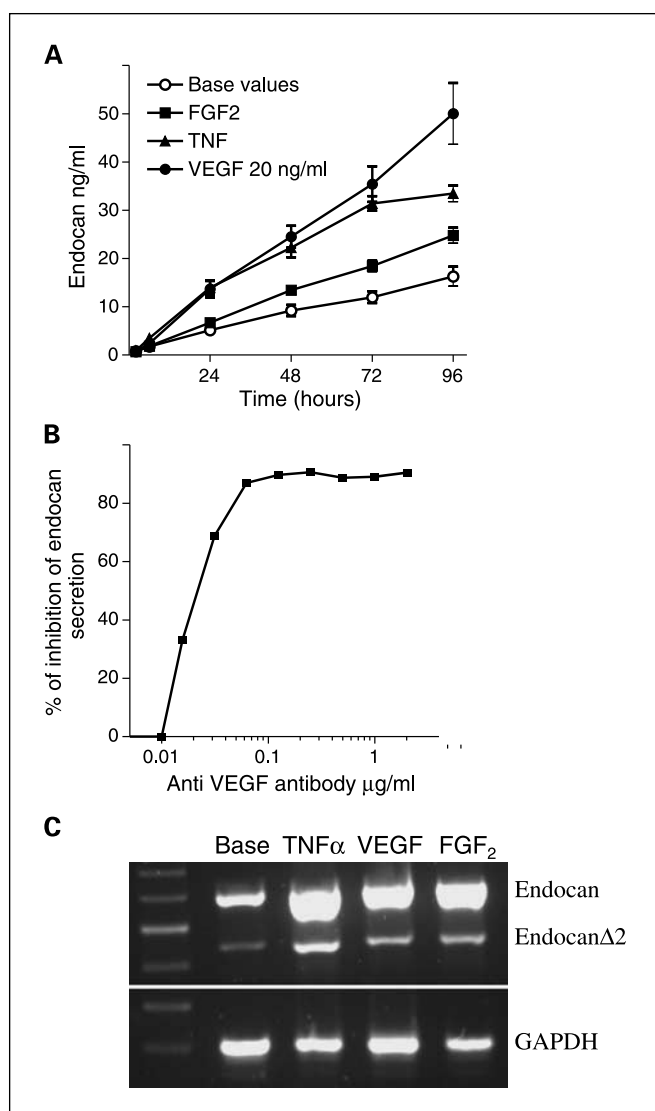 A
Base values
FGF2
TNF
VEGF 20 ng/ml
Endocan ng/ml
50
40
30
20
10
0
24 48 72 96
Time (hours)
B
% of inhibition of endocan
secretion
80
60
40
20
0
0.01 0.1 1
Anti VEGF antibody μg/ml
C
Base TNFα VEGF FGF₂
Endocan
EndocanΔ2
GAPDH